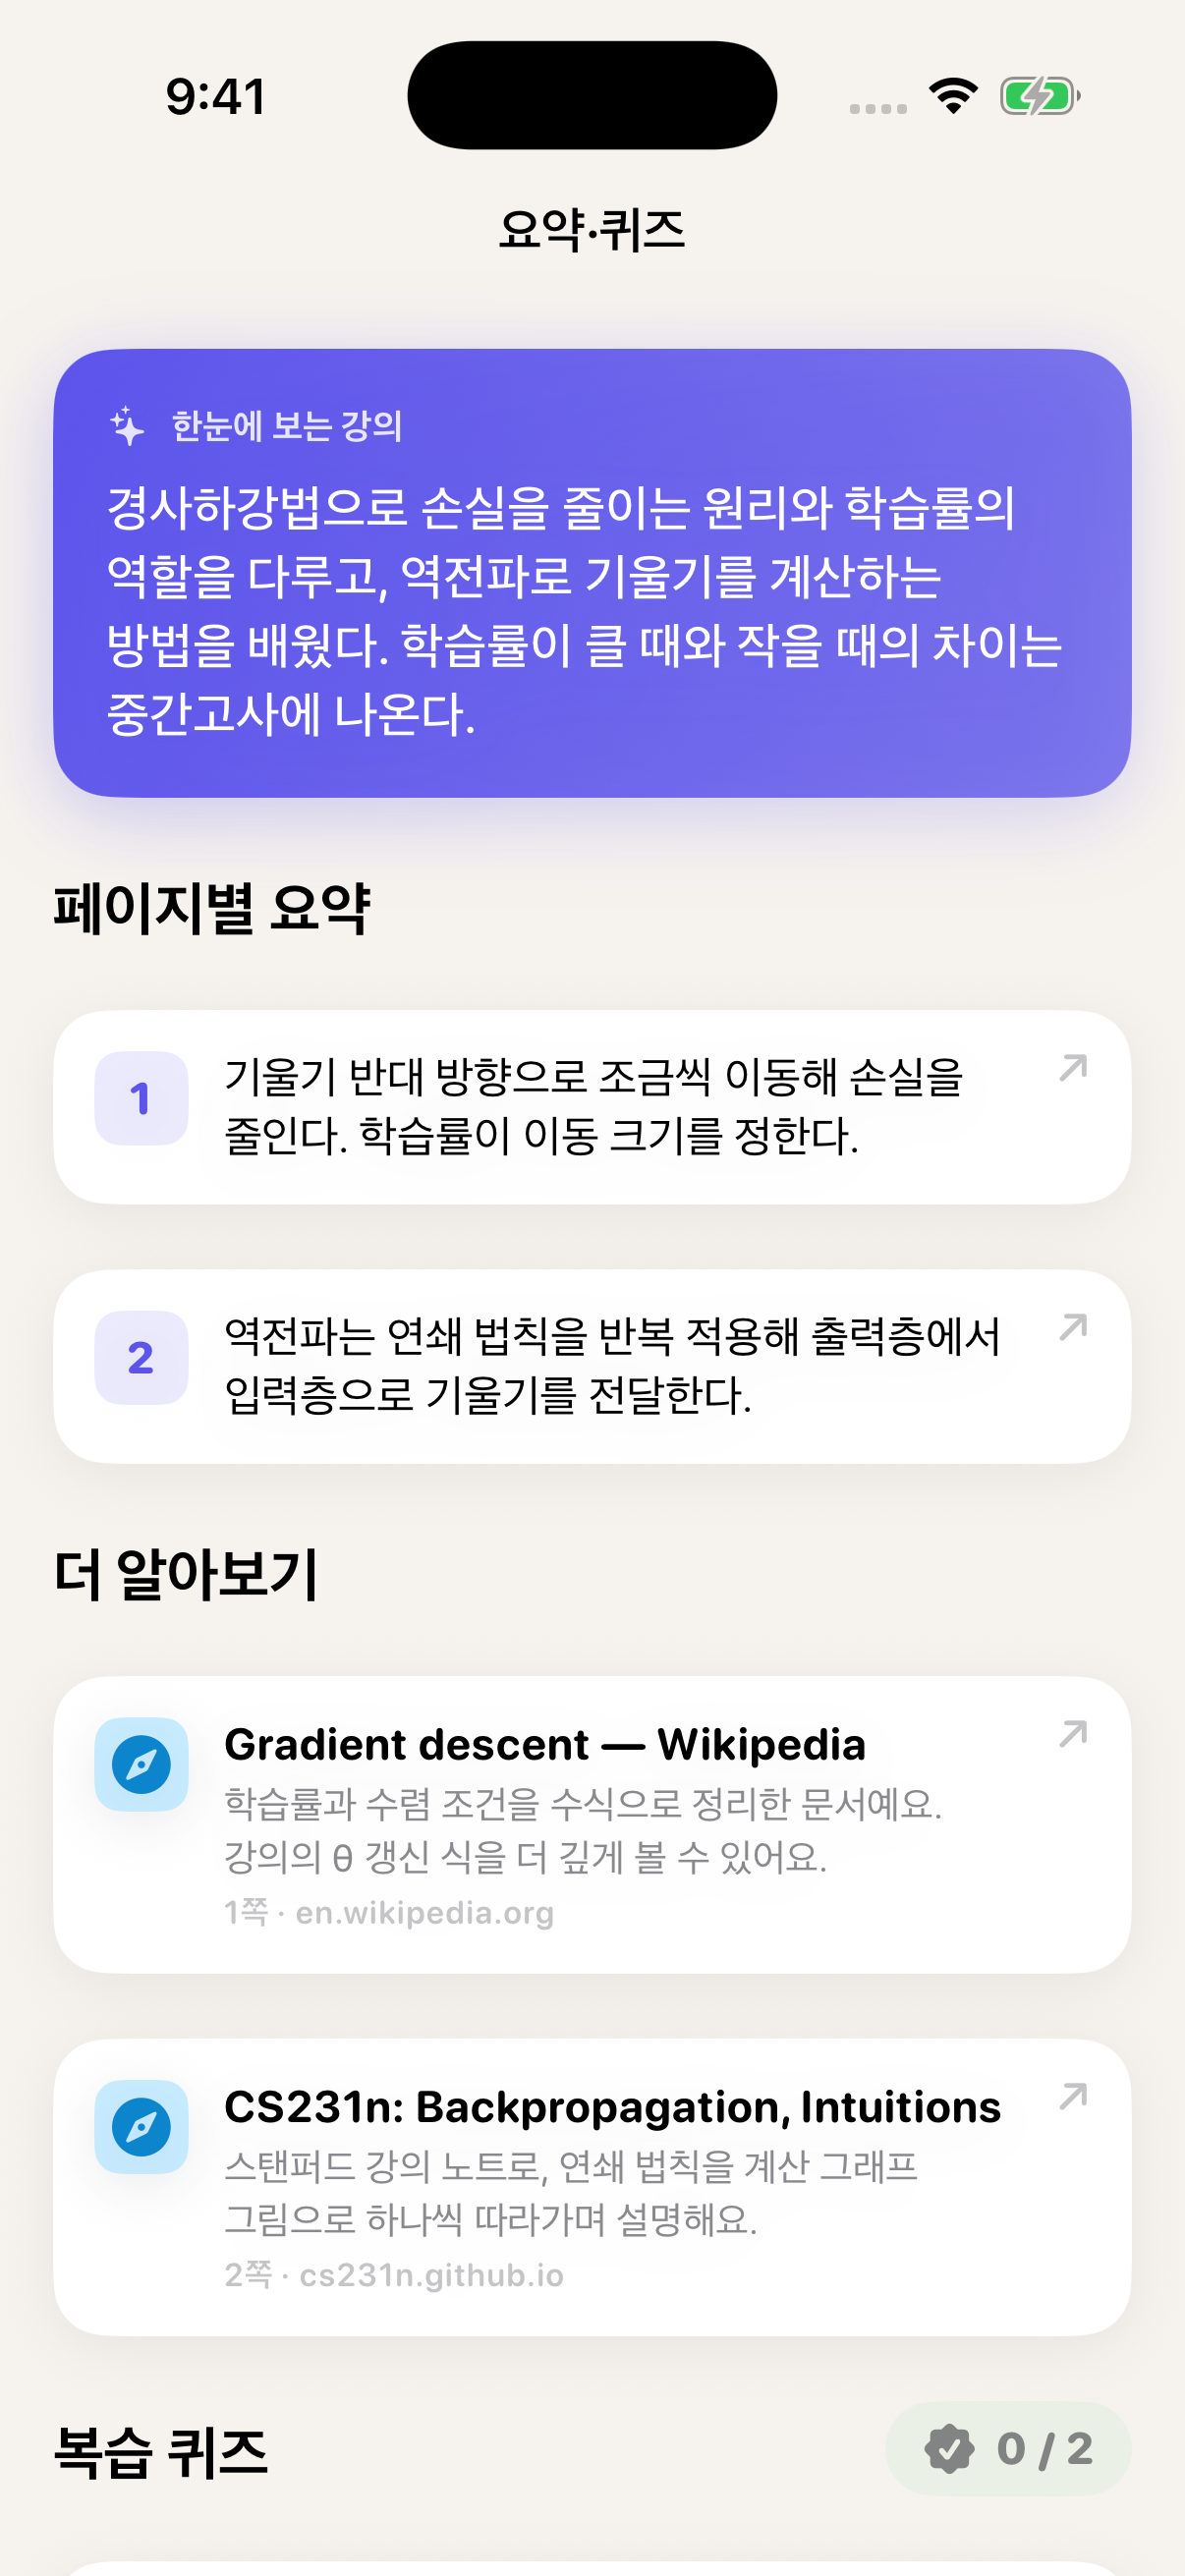 9:41
요약·퀴즈
한눈에 보는 강의
경사하강법으로 손실을 줄이는 원리와 학습률의
역할을 다루고, 역전파로 기울기를 계산하는
방법을 배웠다. 학습률이 클 때와 작을 때의 차이는
중간고사에 나온다.
페이지별 요약
1
기울기 반대 방향으로 조금씩 이동해 손실을
줄인다. 학습률이 이동 크기를 정한다.
2
역전파는 연쇄 법칙을 반복 적용해 출력층에서
입력층으로 기울기를 전달한다.
더 알아보기
Gradient descent — Wikipedia
학습률과 수렴 조건을 수식으로 정리한 문서예요.
강의의 θ 갱신 식을 더 깊게 볼 수 있어요.
1쪽 · en.wikipedia.org
CS231n: Backpropagation, Intuitions
스탠퍼드 강의 노트로, 연쇄 법칙을 계산 그래프
그림으로 하나씩 따라가며 설명해요.
2쪽 · cs231n.github.io
복습 퀴즈
0 / 2